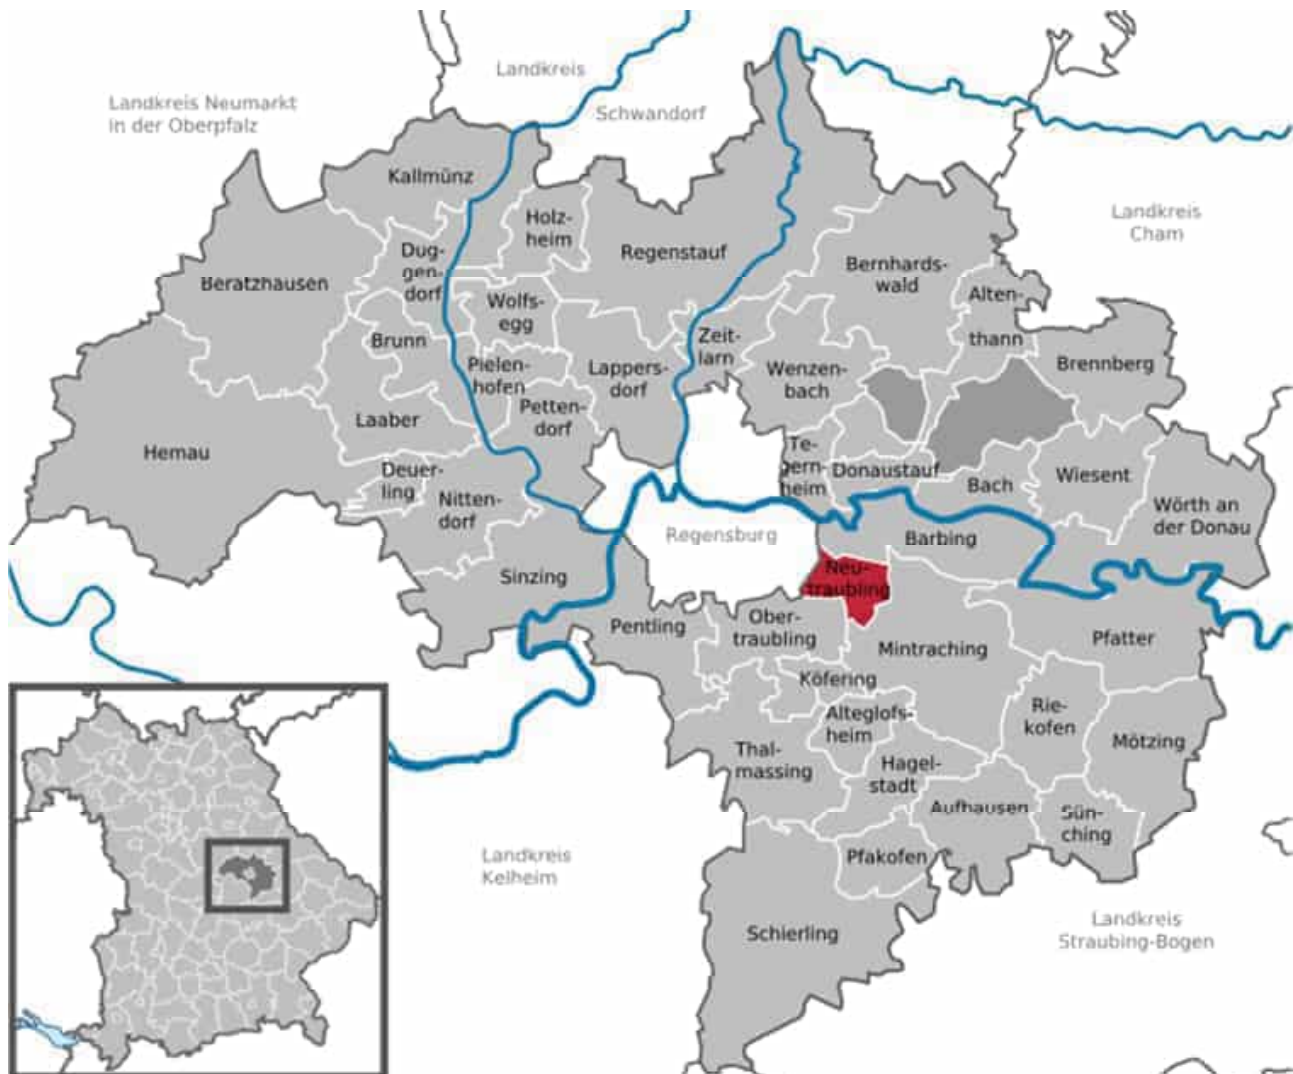 Landkreis
Schwandorf
Landkreis Neumarkt
in der Oberpfalz
Landkreis
Cham
Kallmünz
Holz-
heim
Regenstauf
Dug-
gen-
dorf
Beratzhausen
Bernhards-
wald
Alten-
thann
Wolfs-
egg
Brunn
Zeit-
larn
Brennberg
Pielen-
hofen
Lappers-
dorf
Wenzen-
bach
Petten-
dorf
Laaber
Hemau
Te-
gern-
heim
Donaustauf
Bach
Wiesent
Wörth an
der Donau
Deuer-
ling
Nitten-
dorf
Regensburg
Barbing
Sinzing
Neu-
traubling
Pentling
Ober-
traubling
Mintraching
Pfatter
Köfering
Alteglofs-
heim
Rie-
kofen
Mötzing
Thal-
massing
Hagel-
stadt
Aufhausen
Sün-
ching
Pfakofen
Landkreis
Kelheim
Schierling
Landkreis
Straubing-Bogen